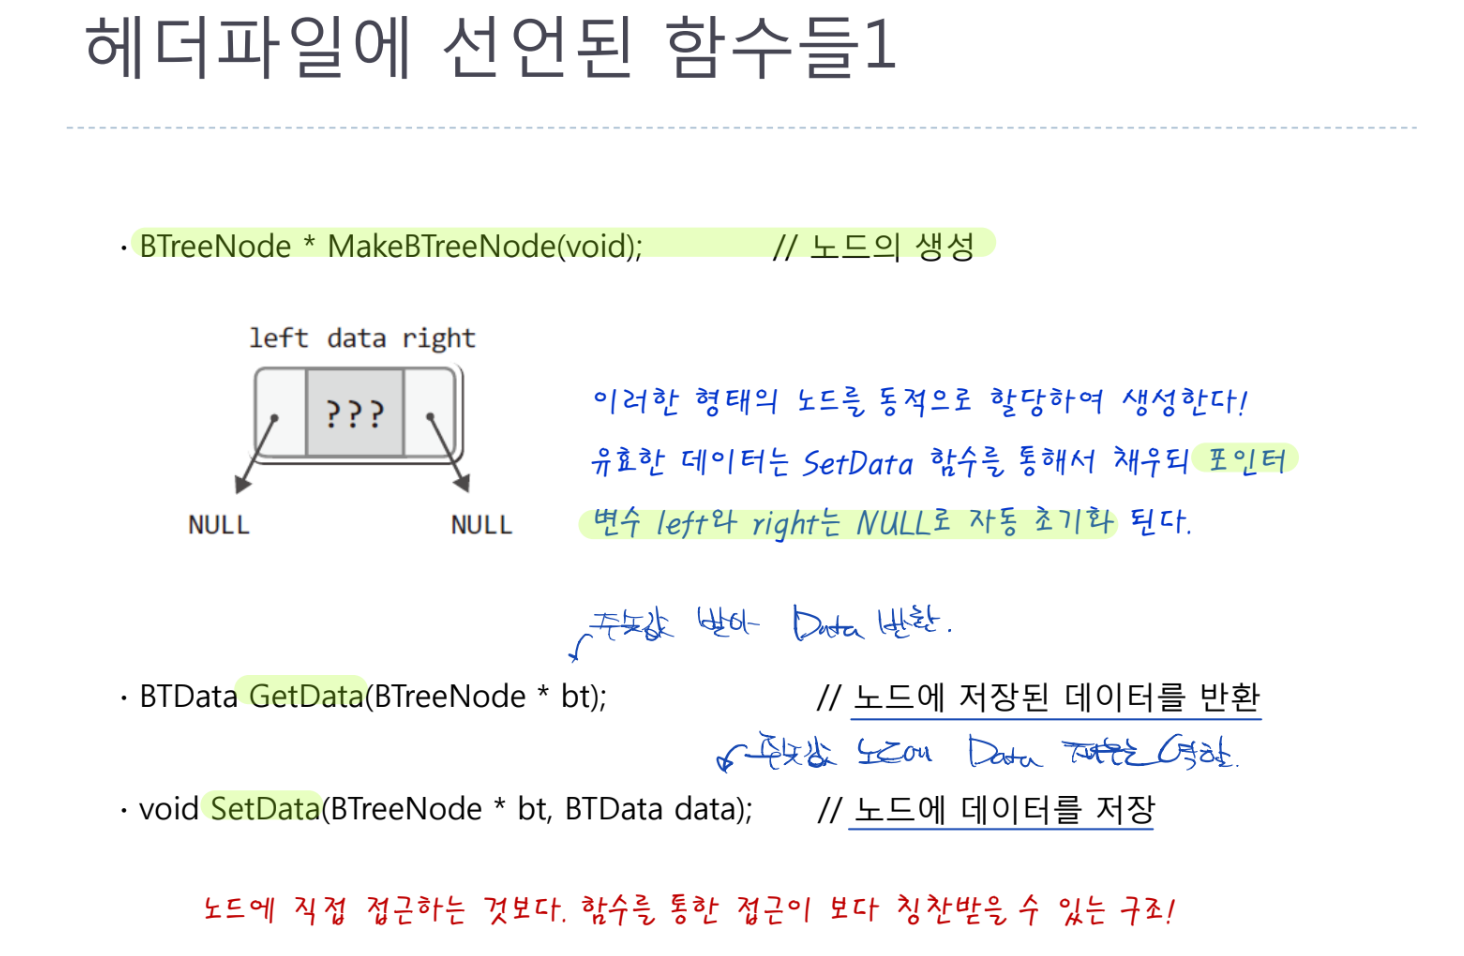 헤더파일에 선언된 함수들1
· BTreeNode * MakeBTreeNode(void); // 노드의 생성
left data right
???
NULL NULL
이러한 형태의 노드를 동적으로 할당하여 생성한다!
유효한 데이터는 SetData 함수를 통해서 채우되 포인터
변수 left와 right는 NULL로 자동 초기화 된다.
주솟값 받아 Data 반환.
· BTData GetData(BTreeNode * bt); // 노드에 저장된 데이터를 반환
주솟값 노드에 Data 역할.
· void SetData(BTreeNode * bt, BTData data); // 노드에 데이터를 저장
노드에 직접 접근하는 것보다. 함수를 통한 접근이 보다 칭찬받을 수 있는 구조!